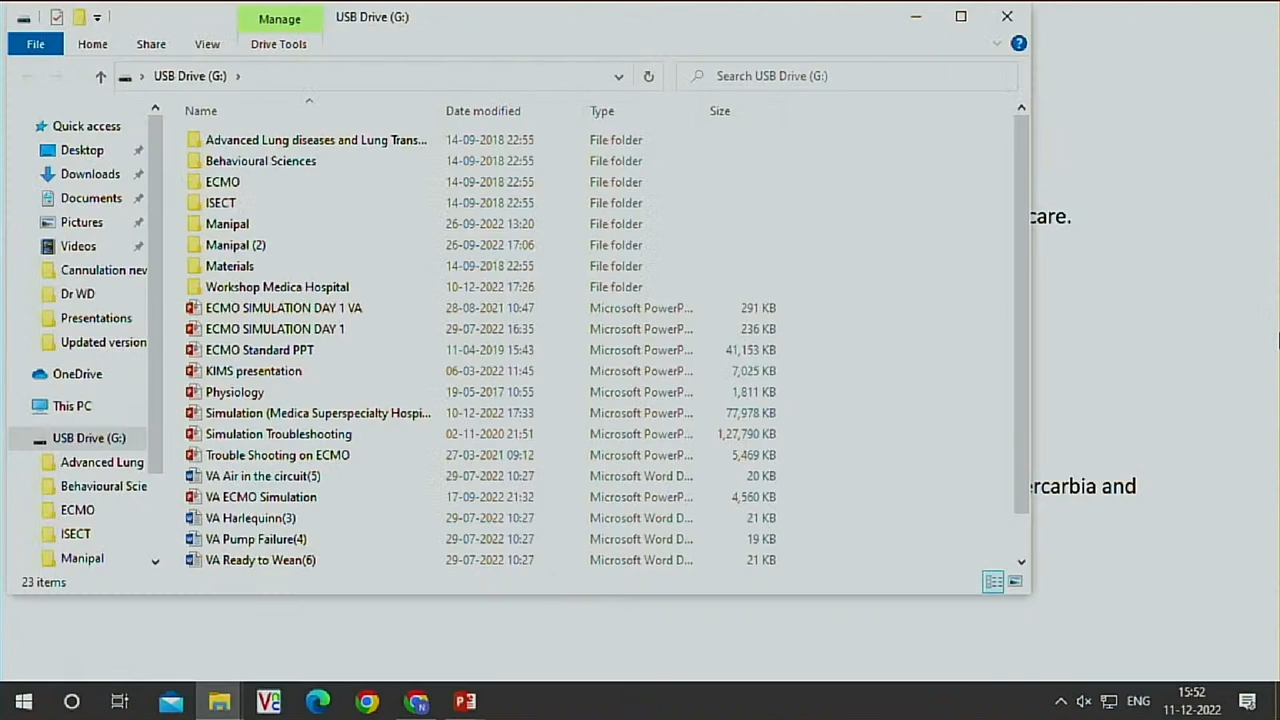 Manage
USB Drive (G:)
File
Home
Share
View
Drive Tools
USB Drive (G:)
Search USB Drive (G:)
Name
Date modified
Type
Size
Quick access
Desktop
Downloads
Documents
Pictures
Videos
Cannulation nev
Dr WD
Presentations
Updated version
OneDrive
This PC
USB Drive (G:)
Advanced Lung
Behavioural Scie
ECMO
ISECT
Manipal
Advanced Lung diseases and Lung Trans... 14-09-2018 22:55 File folder
Behavioural Sciences 14-09-2018 22:55 File folder
ECMO 14-09-2018 22:55 File folder
ISECT 14-09-2018 22:55 File folder
Manipal 26-09-2022 13:20 File folder
Manipal (2) 26-09-2022 17:06 File folder
Materials 14-09-2018 22:55 File folder
Workshop Medica Hospital 10-12-2022 17:26 File folder
ECMO SIMULATION DAY 1 VA 28-08-2021 10:47 Microsoft PowerP... 291 KB
ECMO SIMULATION DAY 1 29-07-2022 16:35 Microsoft PowerP... 236 KB
ECMO Standard PPT 11-04-2019 15:43 Microsoft PowerP... 41,153 KB
KIMS presentation 06-03-2022 11:45 Microsoft PowerP... 7,025 KB
Physiology 19-05-2017 10:55 Microsoft PowerP... 1,811 KB
Simulation (Medica Superspecialty Hospi... 10-12-2022 17:33 Microsoft PowerP... 77,978 KB
Simulation Troubleshooting 02-11-2020 21:51 Microsoft PowerP... 1,27,790 KB
Trouble Shooting on ECMO 27-03-2021 09:12 Microsoft PowerP... 5,469 KB
VA Air in the circuit(5) 29-07-2022 10:27 Microsoft Word D... 20 KB
VA ECMO Simulation 17-09-2022 21:32 Microsoft PowerP... 4,560 KB
VA Harlequinn(3) 29-07-2022 10:27 Microsoft Word D... 21 KB
VA Pump Failure(4) 29-07-2022 10:27 Microsoft Word D... 19 KB
VA Ready to Wean(6) 29-07-2022 10:27 Microsoft Word D... 21 KB
23 items
care.
ercarbia and
ENG
15:52
11-12-2022